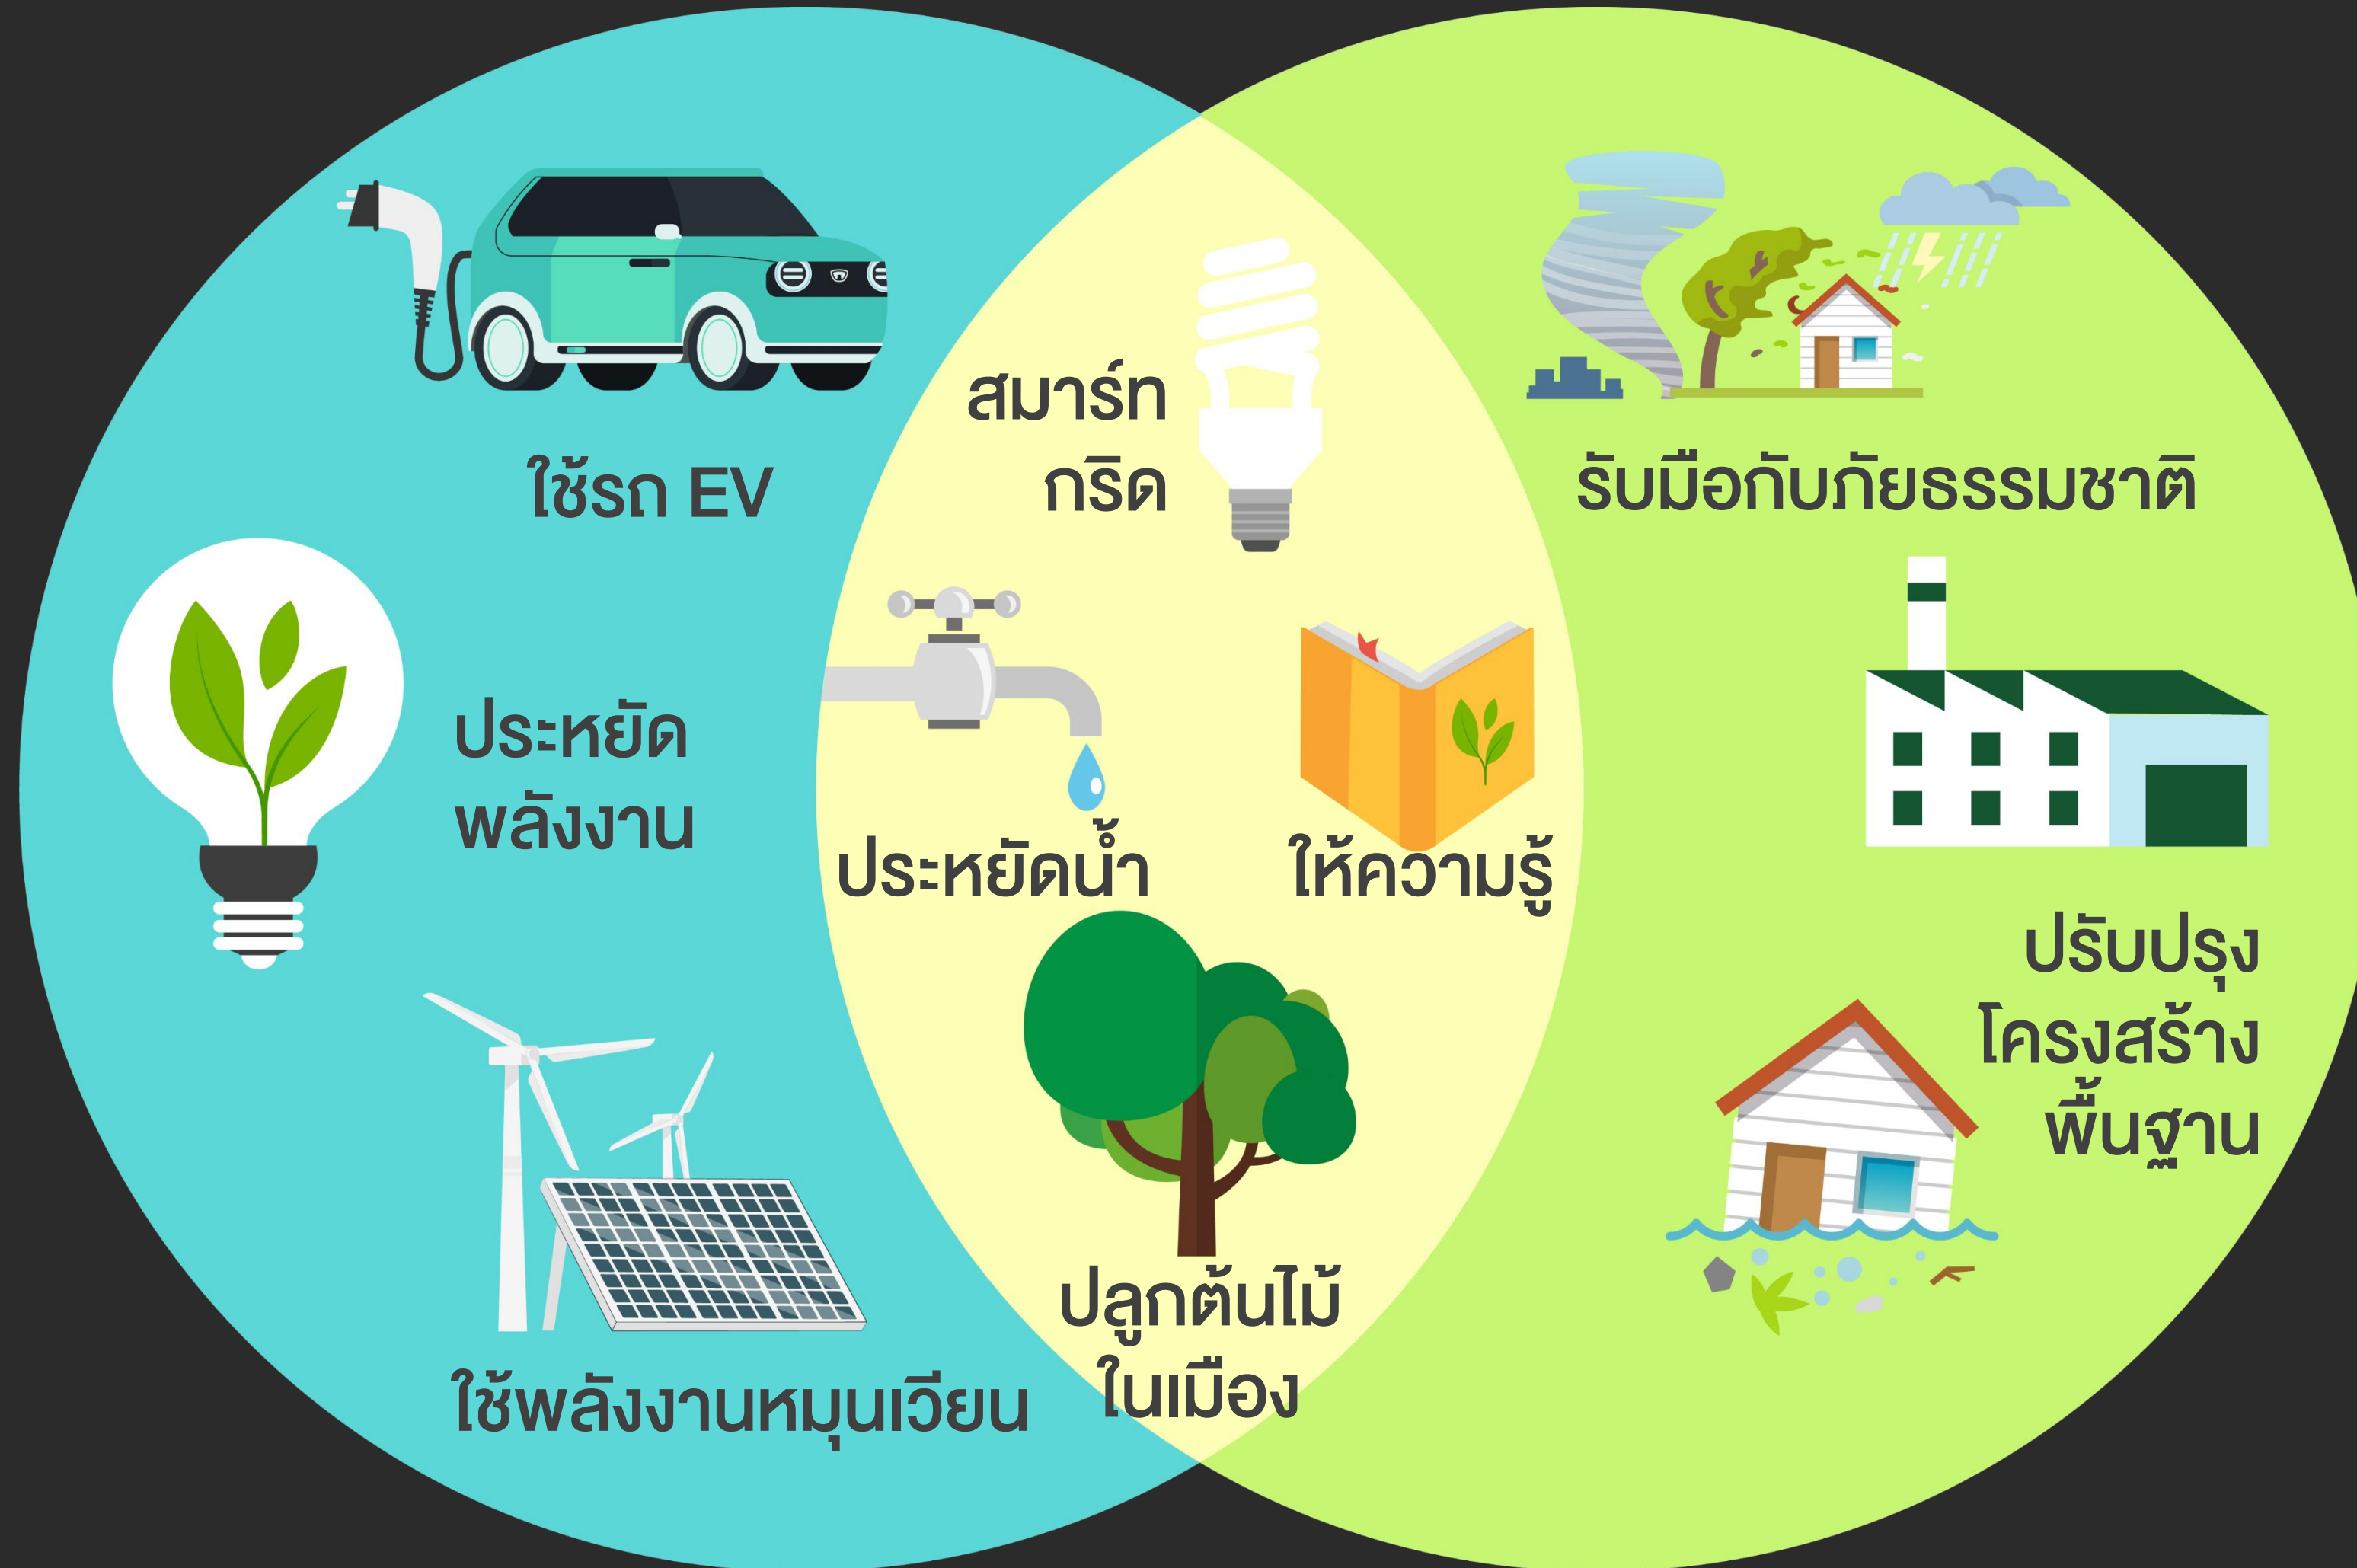 ใช้รถ EV
ประหยัด
พลังงาน
ใช้พลังงานหมุนเวียน
สมาร์ท
กริด
ประหยัดน้ำ
ให้ความรู้
ปลูกต้นไม้
ในเมือง
รับมือกับภัยธรรมชาติ
ปรับปรุง
โครงสร้าง
พื้นฐาน